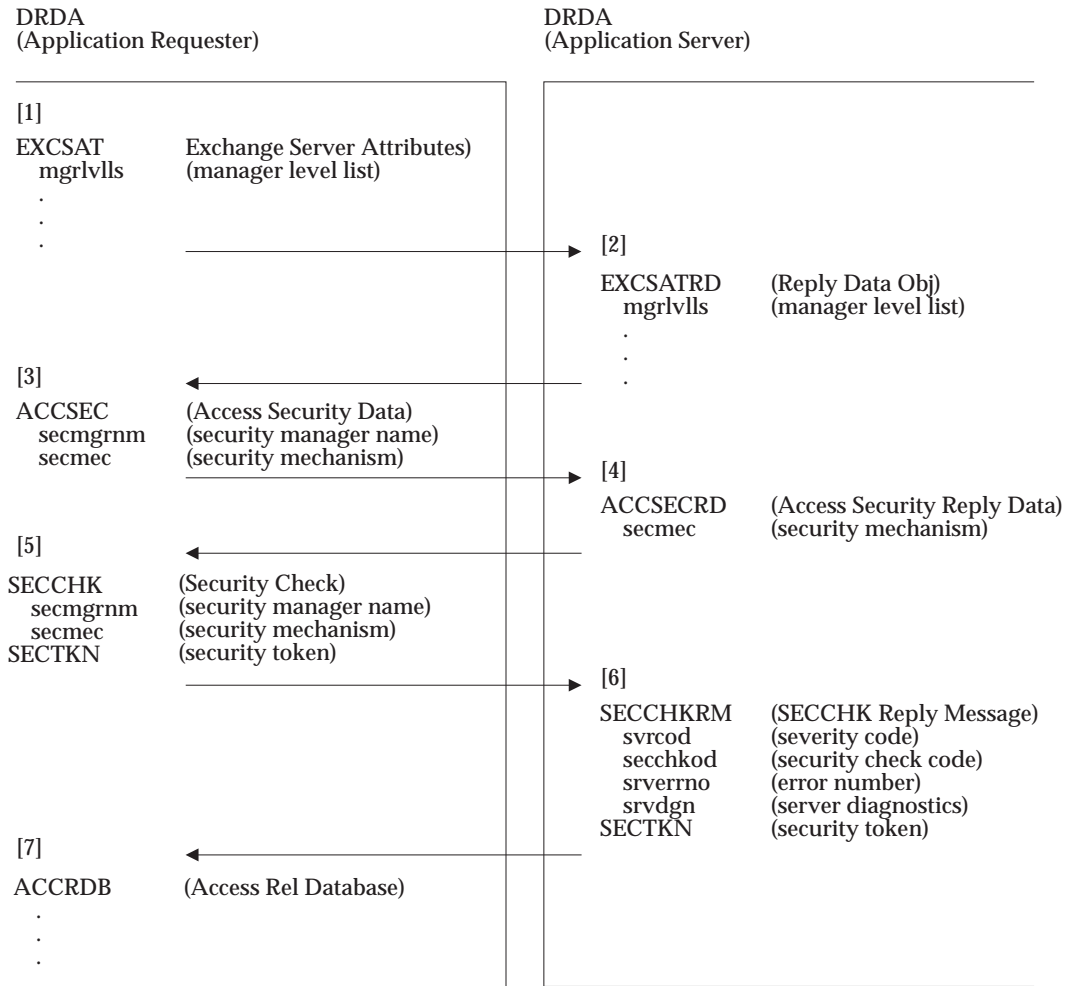 DRDA
(Application Requester)
DRDA
(Application Server)
[1]
EXCSAT Exchange Server Attributes)
mgrlvlls (manager level list)
.
.
.
[2]
EXCSATRD (Reply Data Obj)
mgrlvlls (manager level list)
.
.
.
[3]
ACCSEC (Access Security Data)
secmgrnm (security manager name)
secmec (security mechanism)
[4]
ACCSECRD (Access Security Reply Data)
secmec (security mechanism)
[5]
SECCHK (Security Check)
secmgrnm (security manager name)
secmec (security mechanism)
SECTKN (security token)
[6]
SECCHKRM (SECCHK Reply Message)
svrcod (severity code)
secchkod (security check code)
srverrno (error number)
srvdgn (server diagnostics)
SECTKN (security token)
[7]
ACCRDB (Access Rel Database)
.
.
.